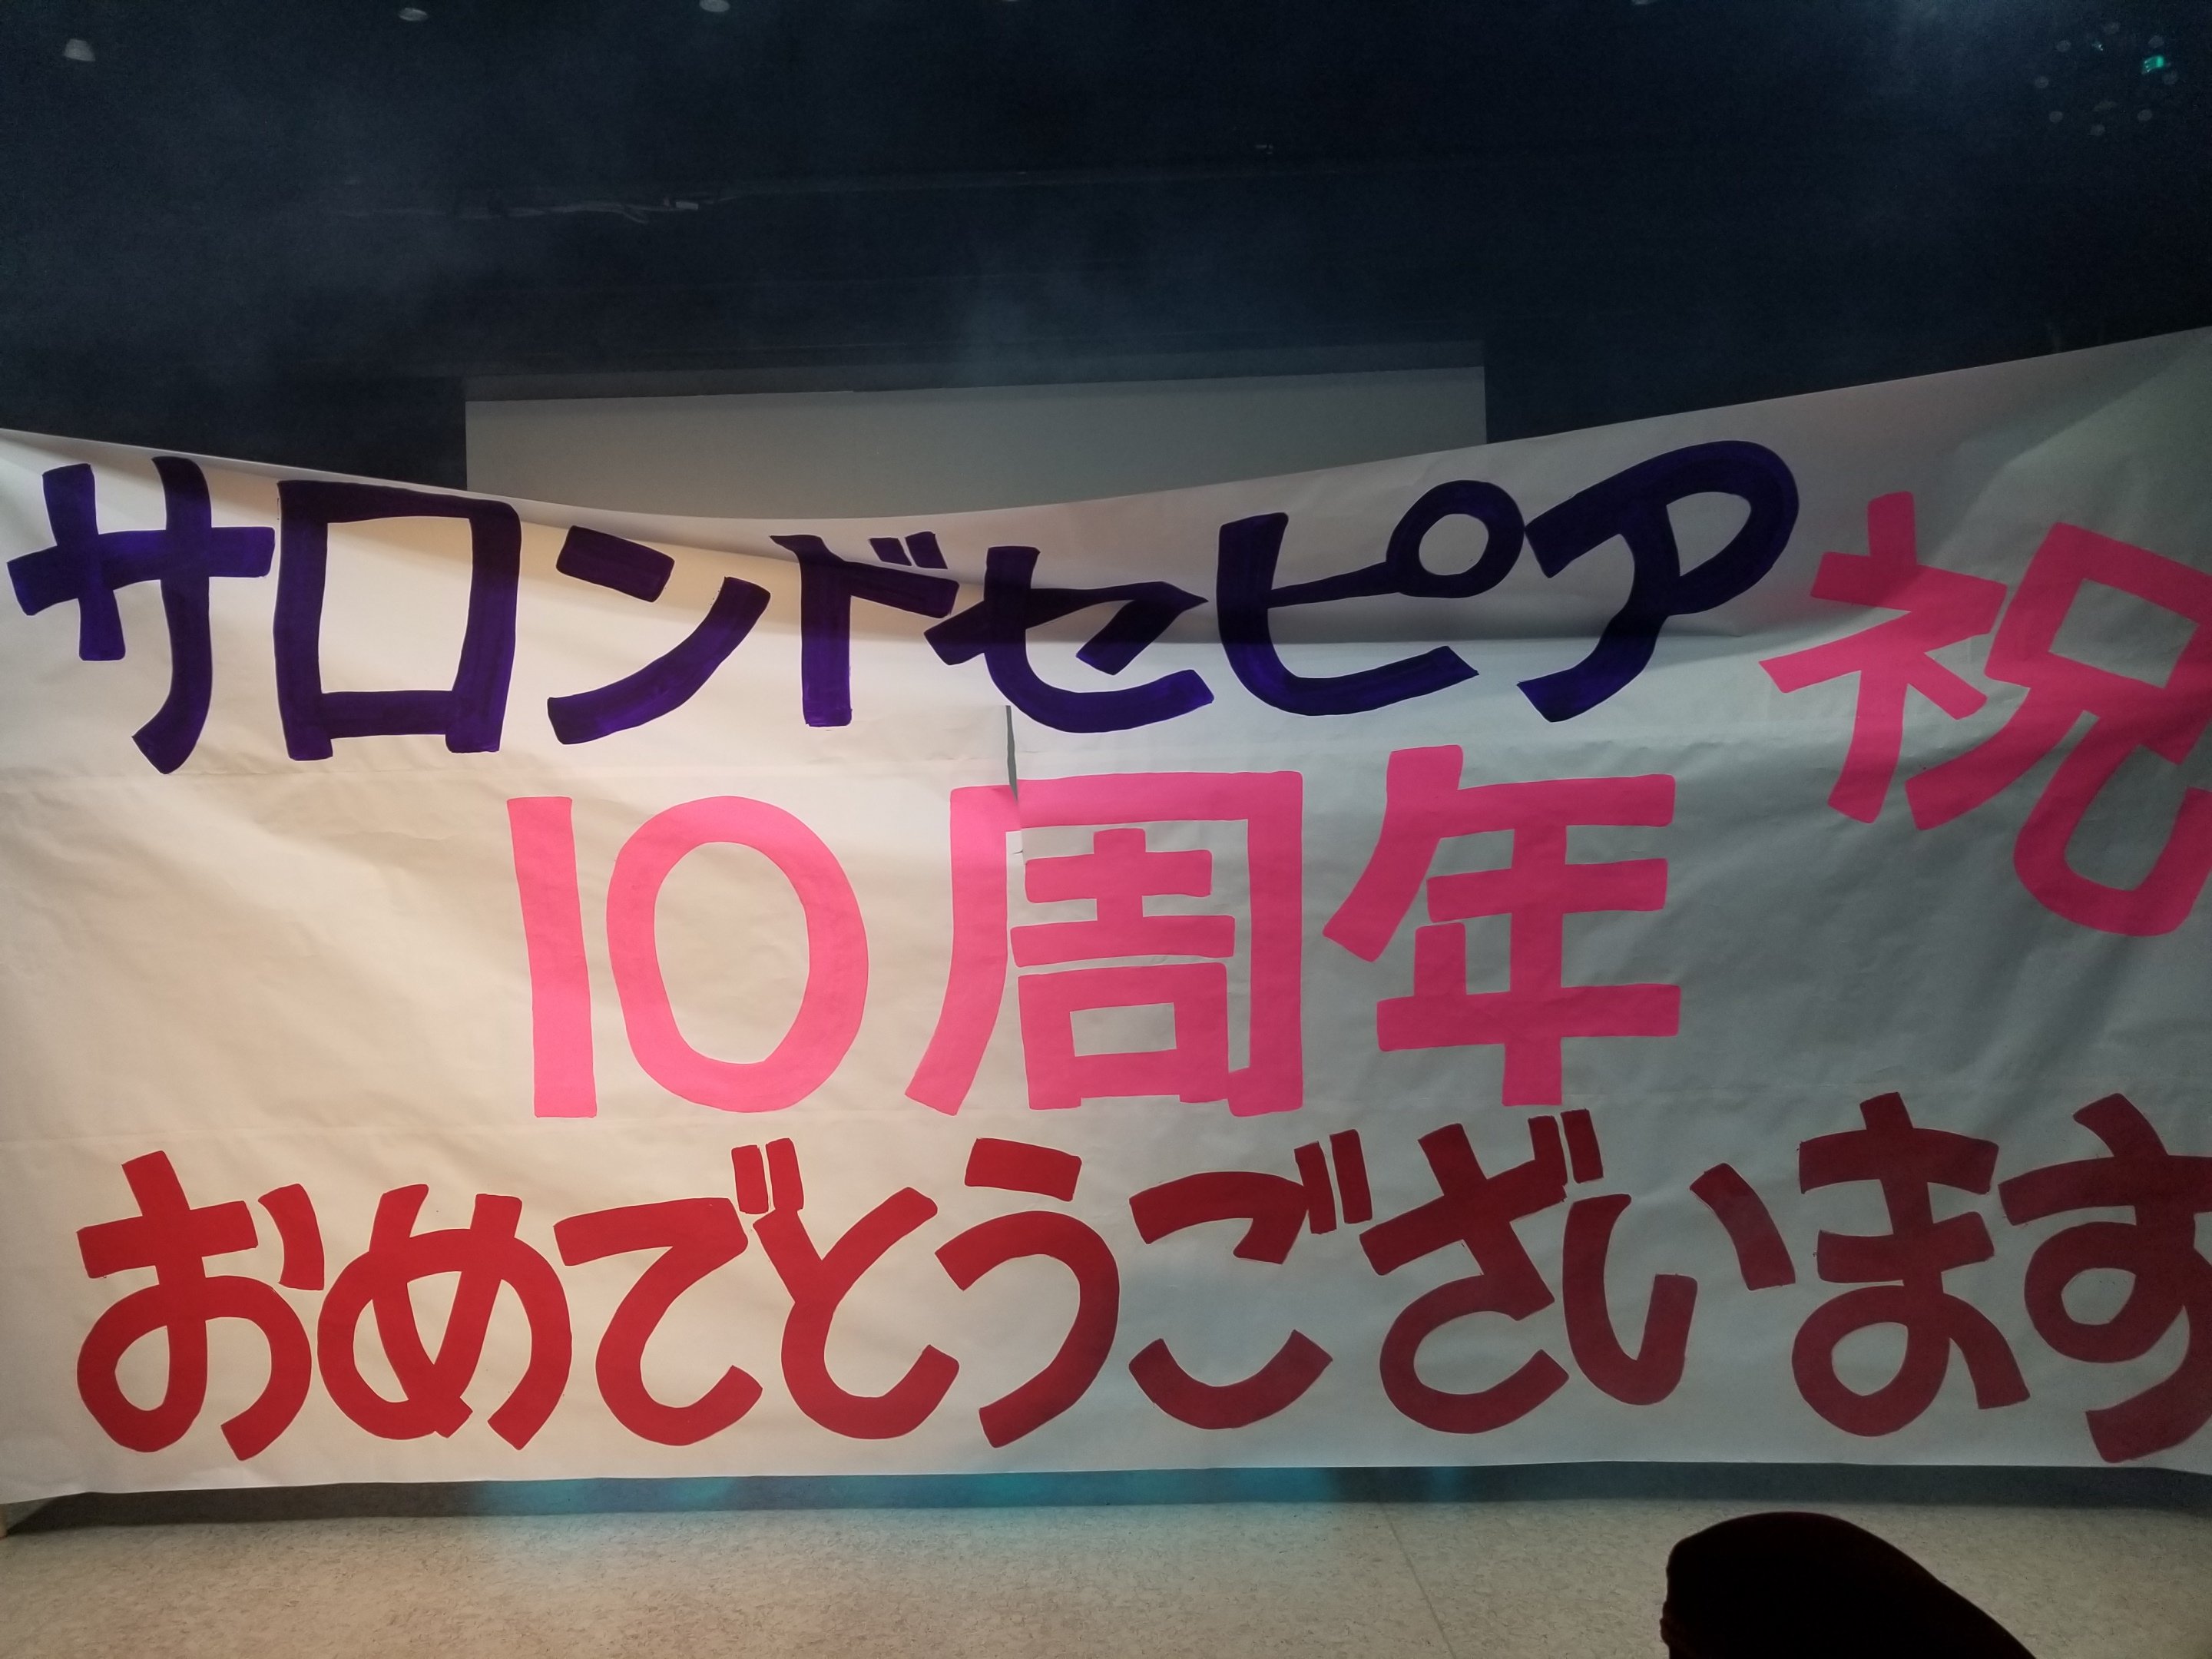 サロンドセピア 祝
10周年
おめでとうございます